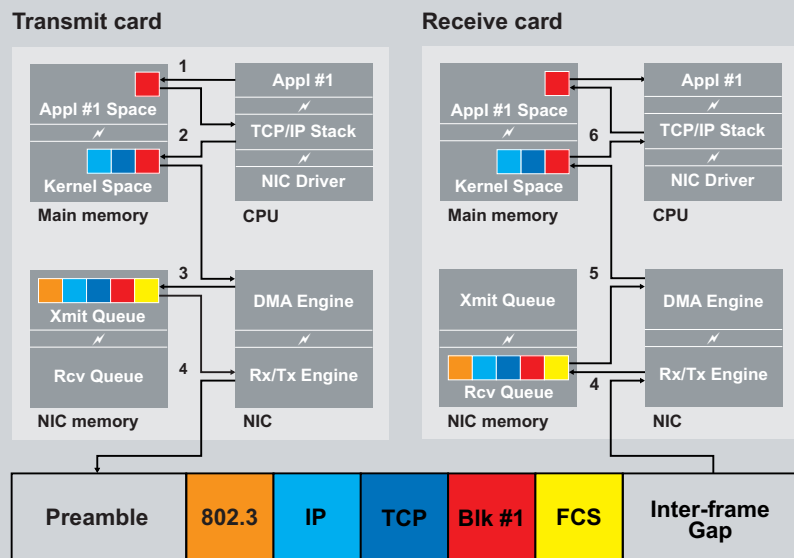 Transmit card
Receive card
1
Appl #1
Appl #1 Space
TCP/IP Stack
2
Kernel Space
NIC Driver
Main memory
CPU
3
DMA Engine
Xmit Queue
4
Rcv Queue
Rx/Tx Engine
NIC memory
NIC
Appl #1
Appl #1 Space
TCP/IP Stack
6
Kernel Space
NIC Driver
Main memory
CPU
5
Xmit Queue
DMA Engine
Rx/Tx Engine
Rcv Queue
4
NIC memory
NIC
Preamble
802.3
IP
TCP
Blk #1
FCS
Inter-frame
Gap